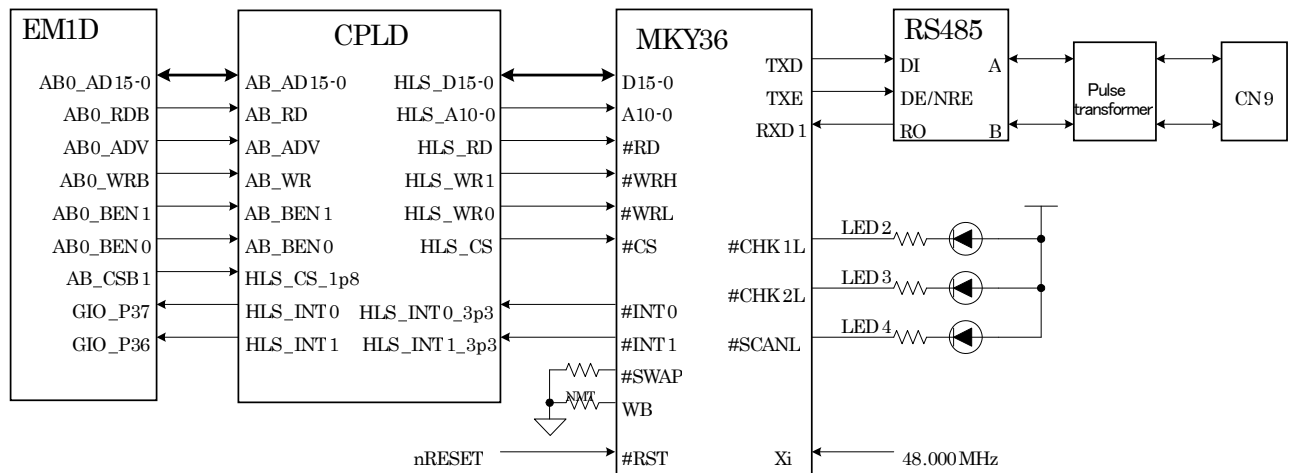 EM1D
AB0_AD15-0
AB0_RDB
AB0_ADV
AB0_WRB
AB0_BEN1
AB0_BEN0
AB_CSB1
GIO_P37
GIO_P36
CPLD
AB_AD15-0 HLS_D15-0
AB_RD HLS_A10-0
AB_ADV HLS_RD
AB_WR HLS_WR1
AB_BEN1 HLS_WR0
AB_BEN0 HLS_CS
HLS_CS_1p8
HLS_INT0 HLS_INT0_3p3
HLS_INT1 HLS_INT1_3p3
NMT
nRESET
MKY36
TXD
D15-0
TXE
A10-0
RXD1
#RD
#WRH
#WRL
#CS #CHK1L
#CHK2L
#INT0
#INT1 #SCANL
#SWAP
WB
#RST Xi
RS485
DI A
DE/NRE
RO B
Pulse
transformer
CN9
LED2
LED3
LED4
48.000MHz